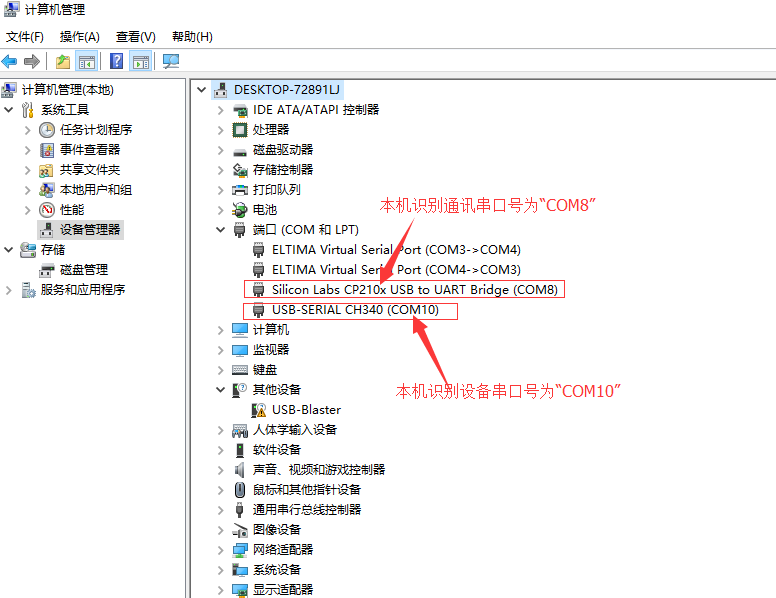 计算机管理
文件(F) 操作(A) 查看(V) 帮助(H)
计算机管理(本地)
系统工具
任务计划程序
事件查看器
共享文件夹
本地用户和组
性能
设备管理器
存储
磁盘管理
服务和应用程序
DESKTOP-72891LJ
IDE ATA/ATAPI 控制器
处理器
磁盘驱动器
存储控制器
打印队列
电池
本机识别通讯串口号为“COM8”
端口 (COM 和 LPT)
ELTIMA Virtual Serial Port (COM3->COM4)
ELTIMA Virtual Serial Port (COM4->COM3)
Silicon Labs CP210x USB to UART Bridge (COM8)
USB-SERIAL CH340 (COM10)
计算机
监视器
键盘
本机识别设备串口号为“COM10”
其他设备
USB-Blaster
人体学输入设备
软件设备
声音、视频和游戏控制器
鼠标和其他指针设备
通用串行总线控制器
图像设备
网络适配器
系统设备
显示适配器